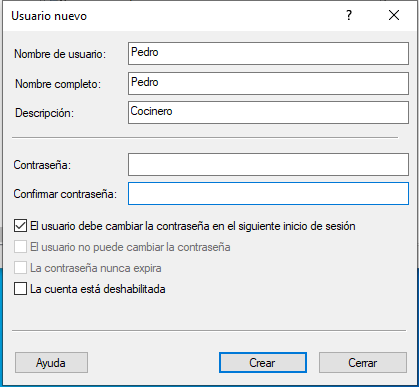 Usuario nuevo ?
Nombre de usuario: Pedro
Nombre completo: Pedro
Descripción: Cocinero
Contraseña:
Confirmar contraseña:
El usuario debe cambiar la contraseña en el siguiente inicio de sesión
El usuario no puede cambiar la contraseña
La contraseña nunca expira
La cuenta está deshabilitada
Ayuda Crear Cerrar